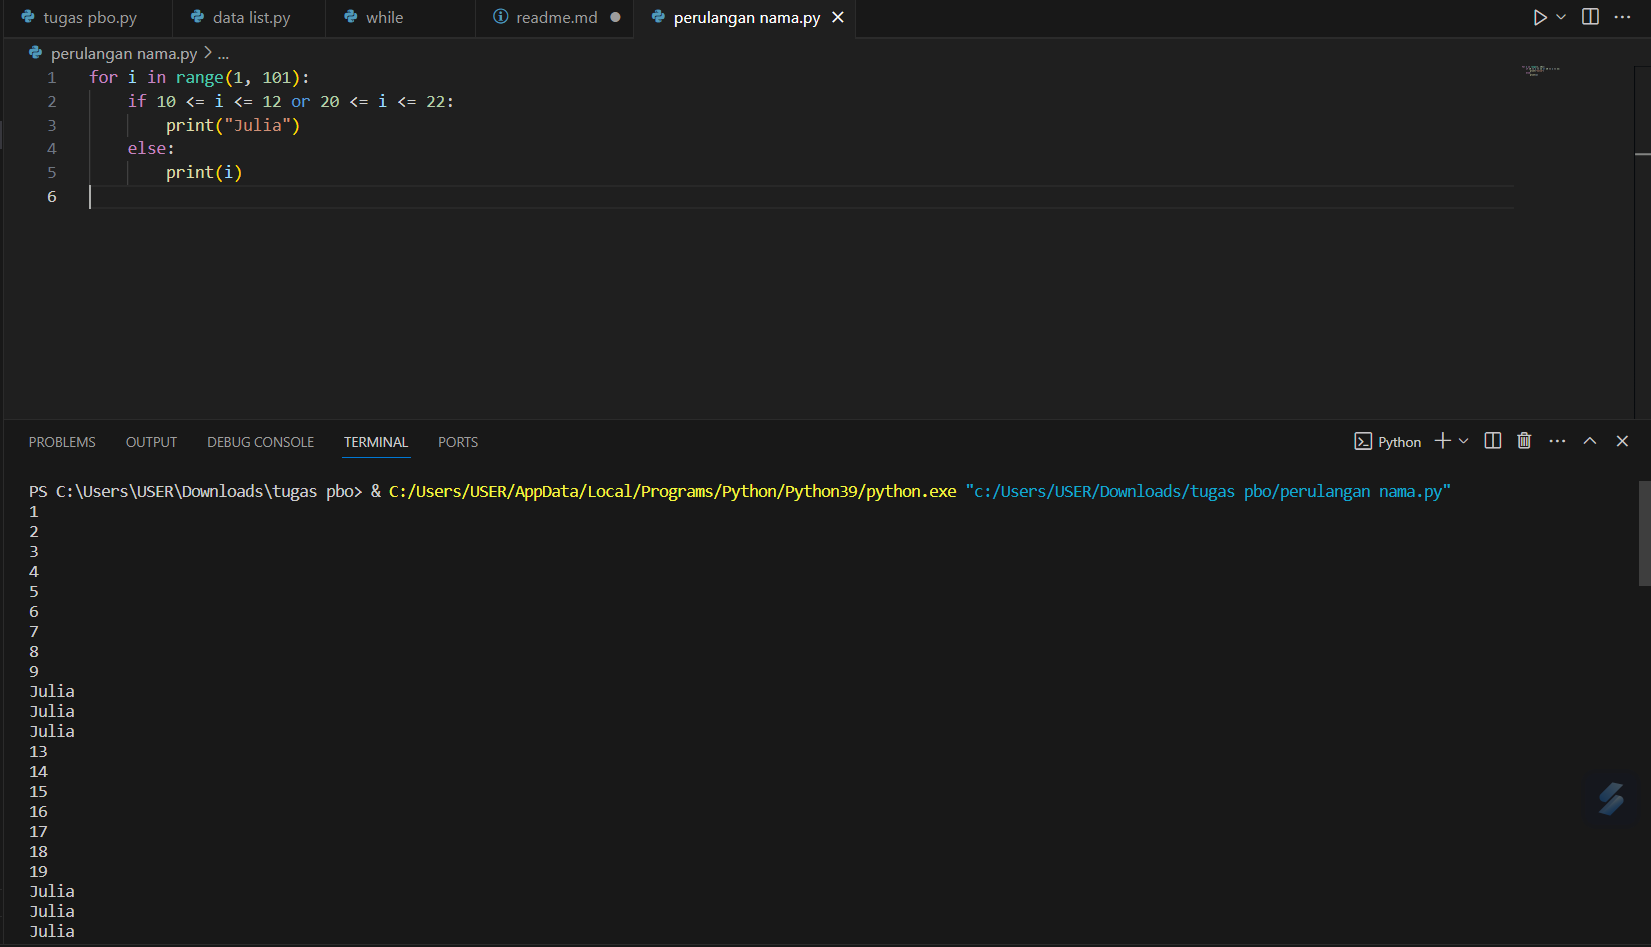 tugas pbo.py data list.py while readme.md perulangan nama.py
perulangan nama.py > ...
1 for i in range(1, 101):
2     if 10 <= i <= 12 or 20 <= i <= 22:
3         print("Julia")
4     else:
5         print(i)
6
PROBLEMS OUTPUT DEBUG CONSOLE TERMINAL PORTS Python
PS C:\Users\USER\Downloads\tugas pbo> & C:/Users/USER/AppData/Local/Programs/Python/Python39/python.exe "c:/Users/USER/Downloads/tugas pbo/perulangan nama.py"
1
2
3
4
5
6
7
8
9
Julia
Julia
Julia
13
14
15
16
17
18
19
Julia
Julia
Julia